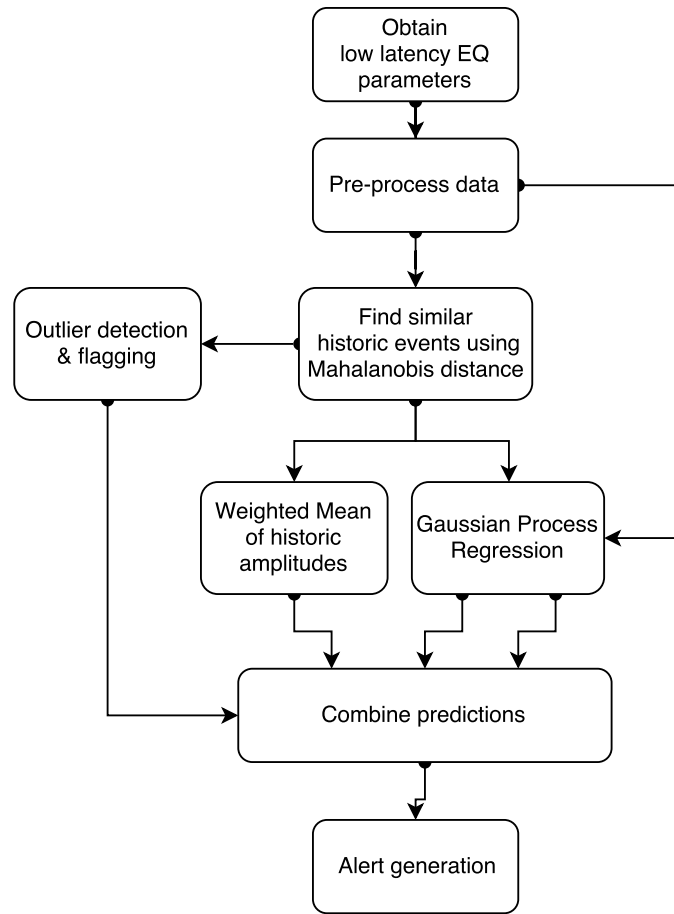 Obtain
low latency EQ
parameters
Pre-process data
Outlier detection
& flagging
Find similar
historic events using
Mahalanobis distance
Weighted Mean
of historic
amplitudes
Gaussian Process
Regression
Combine predictions
Alert generation